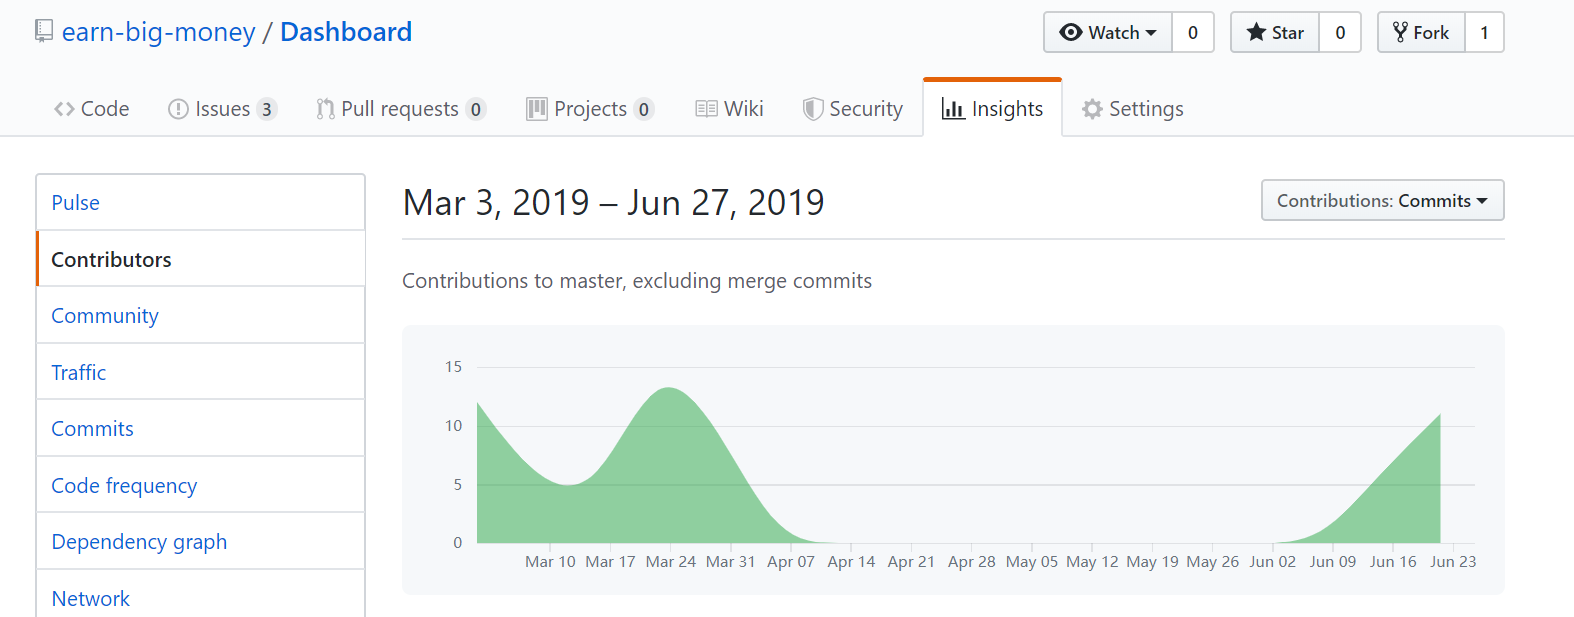 earn-big-money / Dashboard
Watch 0 Star 0 Fork 1
Code Issues 3 Pull requests 0 Projects 0 Wiki Security Insights Settings
Pulse
Contributors
Community
Traffic
Commits
Code frequency
Dependency graph
Network
Mar 3, 2019 – Jun 27, 2019
Contributions: Commits
Contributions to master, excluding merge commits
15
10
5
0
Mar 10 Mar 17 Mar 24 Mar 31 Apr 07 Apr 14 Apr 21 Apr 28 May 05 May 12 May 19 May 26 Jun 02 Jun 09 Jun 16 Jun 23